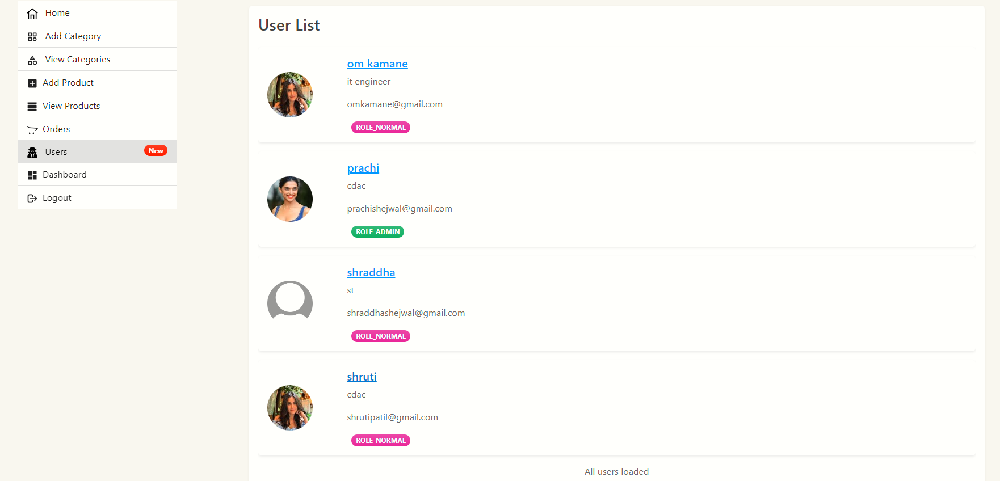 Home
Add Category
View Categories
Add Product
View Products
Orders
Users New
Dashboard
Logout
User List
om kamane
it engineer
omkamane@gmail.com
ROLE_NORMAL
prachi
cdac
prachishejwal@gmail.com
ROLE_ADMIN
shraddha
st
shraddhashejwal@gmail.com
ROLE_NORMAL
shruti
cdac
shrutipatil@gmail.com
ROLE_NORMAL
All users loaded